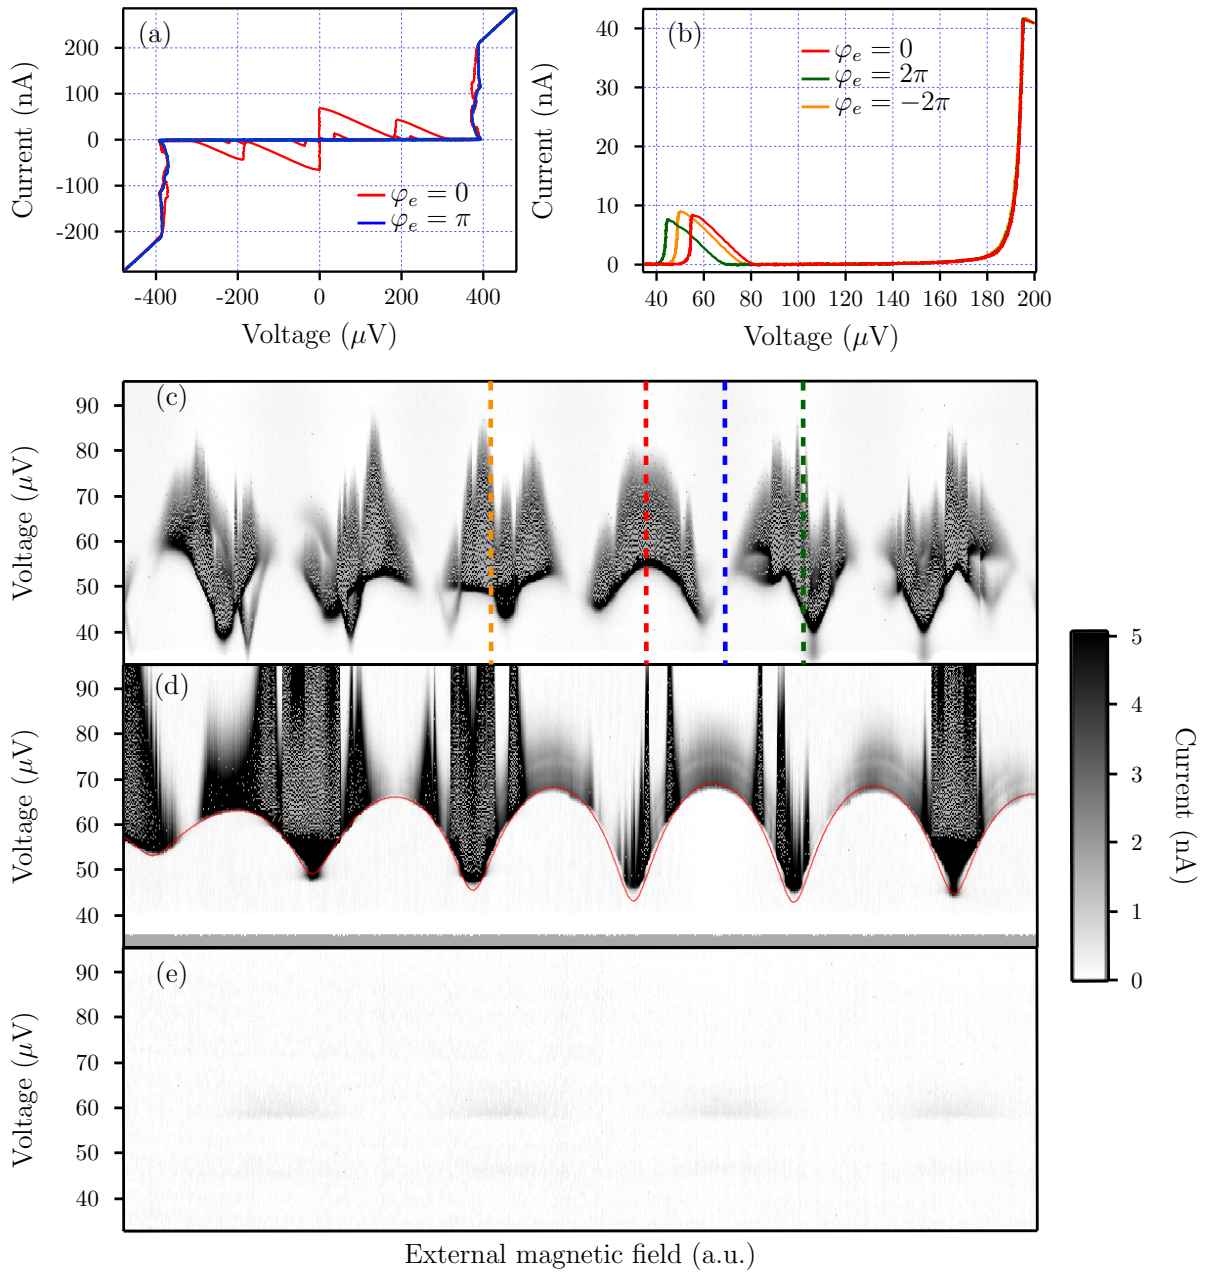 (a)
Current (nA)
200
100
0
-100
-200
φe = 0
φe = π
-400
-200
0
200
400
Voltage (μV)
(b)
Current (nA)
40
30
20
10
0
φe = 0
φe = 2π
φe = −2π
40
60
80
100
120
140
160
180
200
Voltage (μV)
(c)
Voltage (μV)
90
80
70
60
50
40
(d)
Voltage (μV)
90
80
70
60
50
40
(e)
Voltage (μV)
90
80
70
60
50
40
External magnetic field (a.u.)
5
4
3
2
1
0
Current (nA)